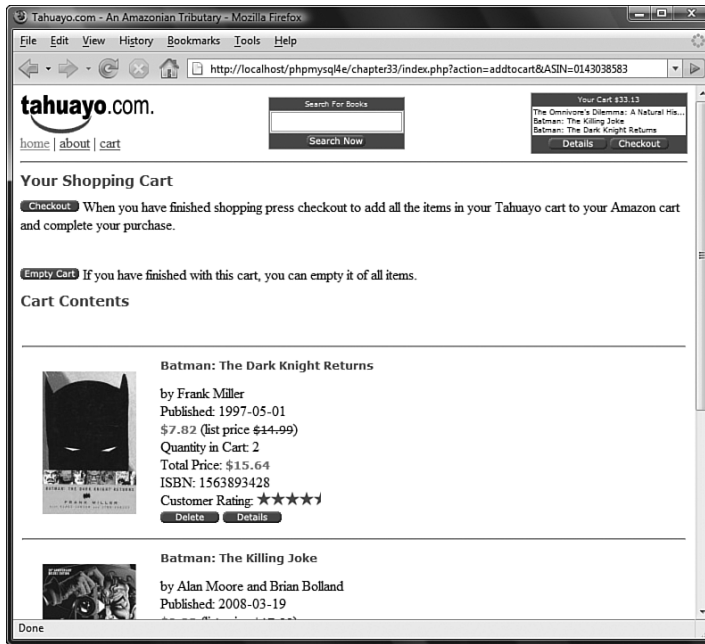 Tahuayo.com - An Amazonian Tributary - Mozilla Firefox
File Edit View History Bookmarks Tools Help
http://localhost/phpmysql4e/chapter33/index.php?action=addtocart&ASIN=0143038583
tahuayo.com.
home | about | cart
Search For Books
Search Now
Your Cart $33.13
The Omnivore's Dilemma: A Natural His...
Batman: The Killing Joke
Batman: The Dark Knight Returns
Details Checkout
Your Shopping Cart
Checkout When you have finished shopping press checkout to add all the items in your Tahuayo cart to your Amazon cart
and complete your purchase.
Empty Cart If you have finished with this cart, you can empty it of all items.
Cart Contents
Batman: The Dark Knight Returns
by Frank Miller
Published: 1997-05-01
$7.82 (list price $14.99)
Quantity in Cart: 2
Total Price: $15.64
ISBN: 1563893428
Customer Rating:
Delete Details
BATMAN: THE DARK KNIGHT RETURNS
FRANK MILLER
Batman: The Killing Joke
by Alan Moore and Brian Bolland
Published: 2008-03-19
Done